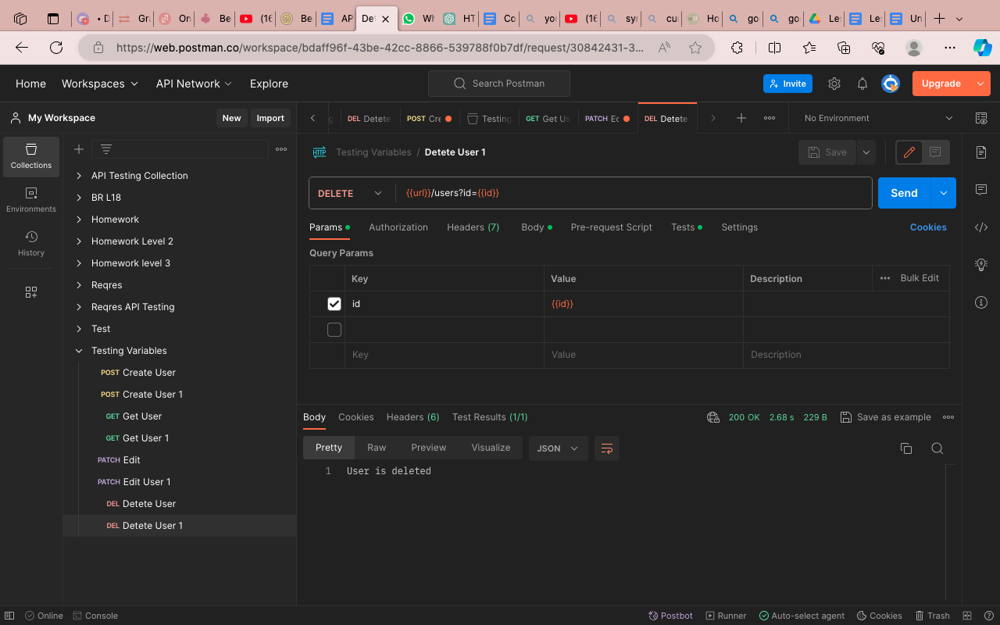 • D
Gra
On
Be
(16
Be
AP
Det
Wh
HT
Co
yo
(16
syr
cu
Ho
go
go
Le
Le
Un
https://web.postman.co/workspace/bdaff96f-43be-42cc-8866-539788f0b7df/request/30842431-3...
Home
Workspaces
API Network
Explore
Search Postman
Invite
Upgrade
My Workspace
New
Import
DEL Detete
POST Cre
Testing
GET Get Us
PATCH Ec
DEL Detete
No Environment
Collections
Environments
History
API Testing Collection
BR L18
Homework
Homework Level 2
Homework level 3
Reqres
Reqres API Testing
Test
Testing Variables
POST Create User
POST Create User 1
GET Get User
GET Get User 1
PATCH Edit
PATCH Edit User 1
DEL Detete User
DEL Detete User 1
HTTP Testing Variables / Detete User 1
Save
DELETE
{{url}}/users?id={{id}}
Send
Params
Authorization
Headers (7)
Body
Pre-request Script
Tests
Settings
Cookies
Query Params
Key Value Description
Bulk Edit
id {{id}}
Key Value Description
Body Cookies Headers (6) Test Results (1/1)
200 OK 2.68 s 229 B
Save as example
Pretty Raw Preview Visualize JSON
1 User is deleted
Online
Console
Postbot
Runner
Auto-select agent
Cookies
Trash